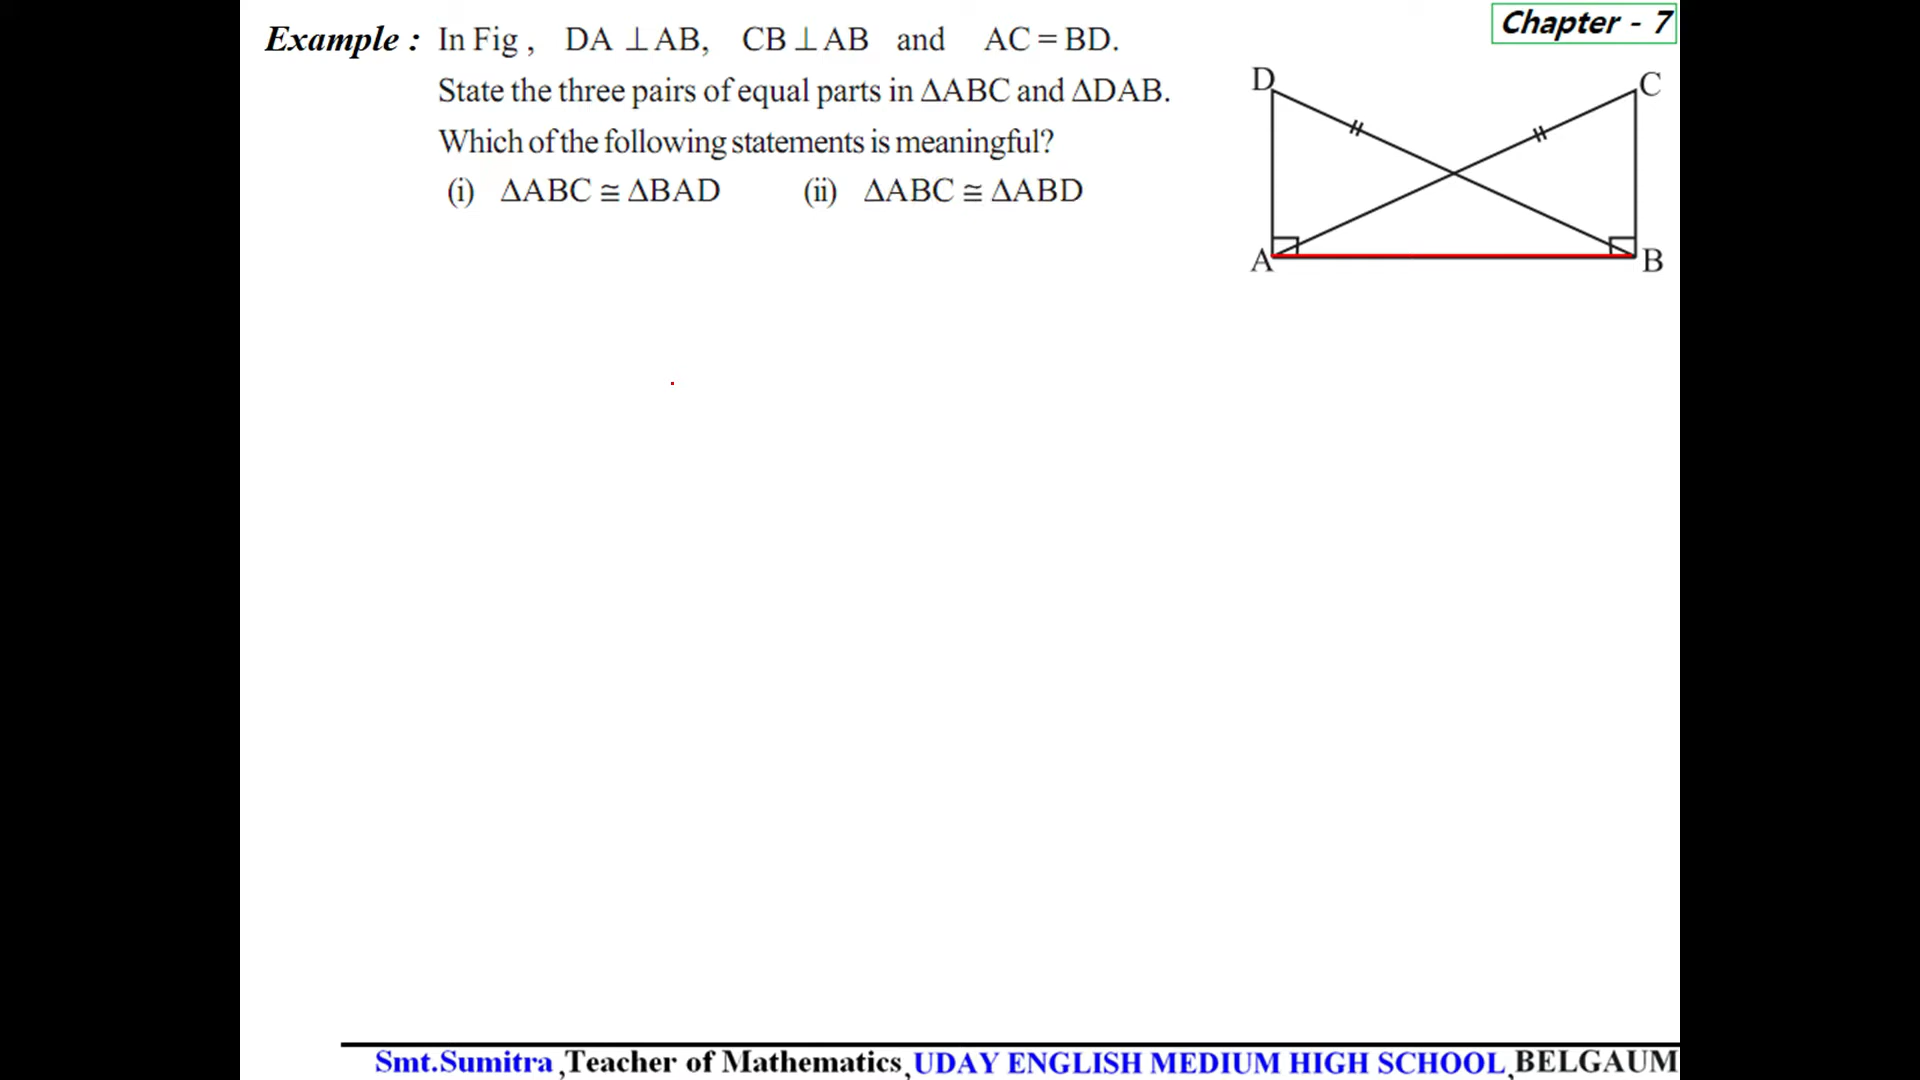 Chapter - 7
Example : In Fig , DA ⊥ AB, CB ⊥ AB and AC = BD.
State the three pairs of equal parts in ΔABC and ΔDAB.
Which of the following statements is meaningful?
(i) ΔABC ≅ ΔBAD (ii) ΔABC ≅ ΔABD
D C
A B
Smt.Sumitra ,Teacher of Mathematics,UDAY ENGLISH MEDIUM HIGH SCHOOL,BELGAUM